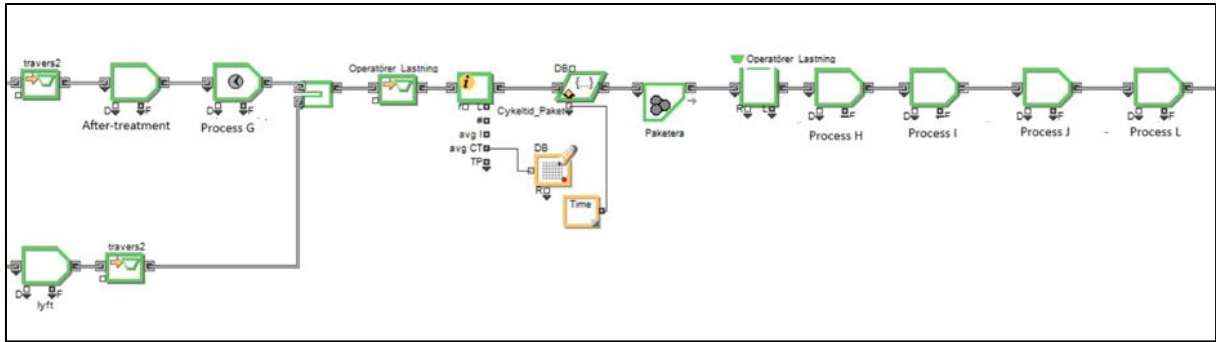 travers2
D F
After-treatment
D F
Process G
Operatörer Lastning
i
n L
#
avg I
avg CT
TP
DB
{...}
Cykeltid_Paket
DB
R
Time
Paketera
Operatörer Lastning
R L
D F
Process H
D F
Process I
D F
Process J
D F
Process L
D F
lyft
travers2